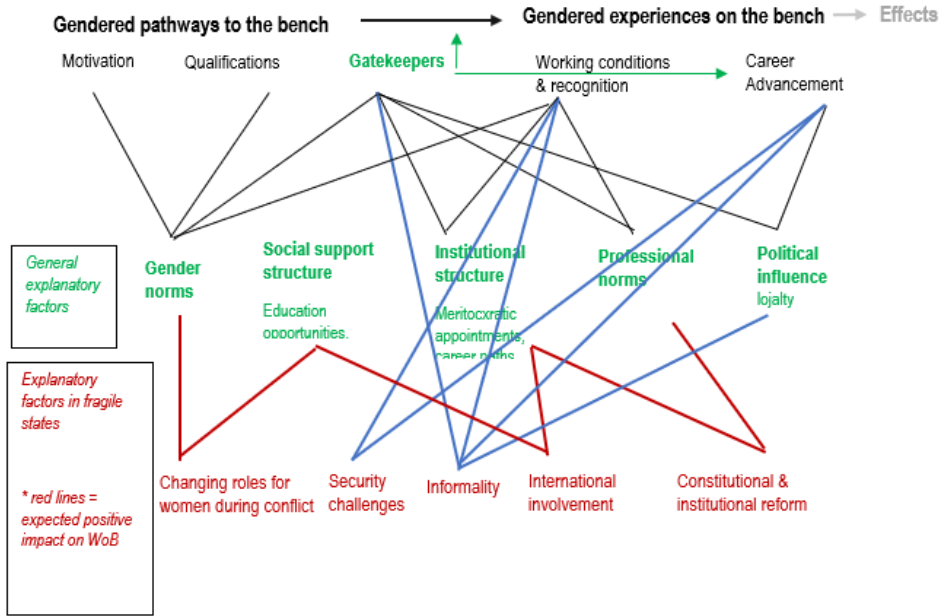 Gendered pathways to the bench
Gendered experiences on the bench
Effects
Motivation
Qualifications
Gatekeepers
Working conditions
& recognition
Career
Advancement
General
explanatory
factors
Gender
norms
Social support
structure
Education
opportunities.
Institutional
structure
Meritocxratic
appointments,
career paths
Professional
norms
Political
influence
lojalty
Explanatory
factors in fragile
states
* red lines =
expected positive
impact on WoB
Changing roles for
women during conflict
Security
challenges
Informality
International
involvement
Constitutional &
institutional reform